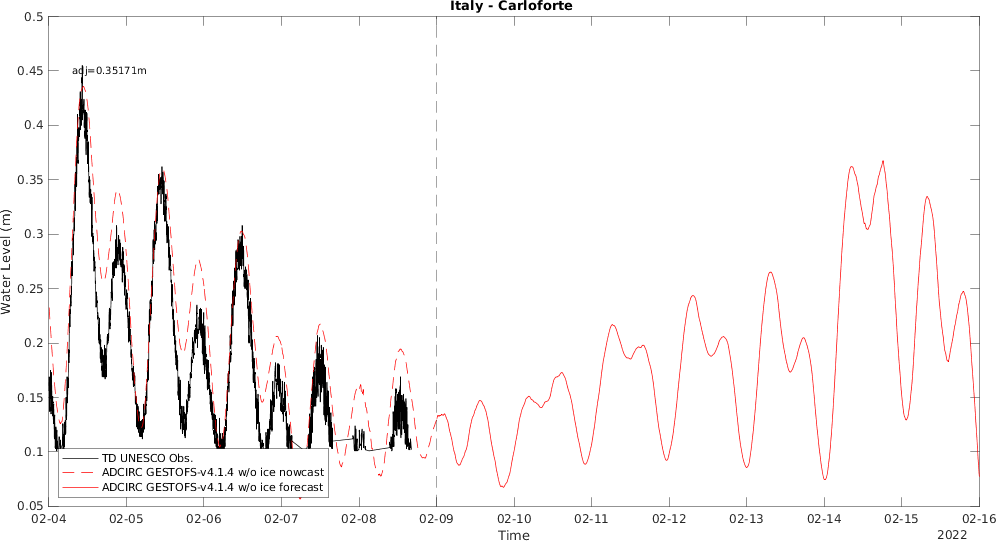 Italy - Carloforte
0.5
0.45
0.4
0.35
0.3
0.25
0.2
0.15
0.1
0.05
Water Level (m)
adj=0.35171m
TD UNESCO Obs.
ADCIRC GESTOFS-v4.1.4 w/o ice nowcast
ADCIRC GESTOFS-v4.1.4 w/o ice forecast
02-04 02-05 02-06 02-07 02-08 02-09 02-10 02-11 02-12 02-13 02-14 02-15 02-16
Time
2022